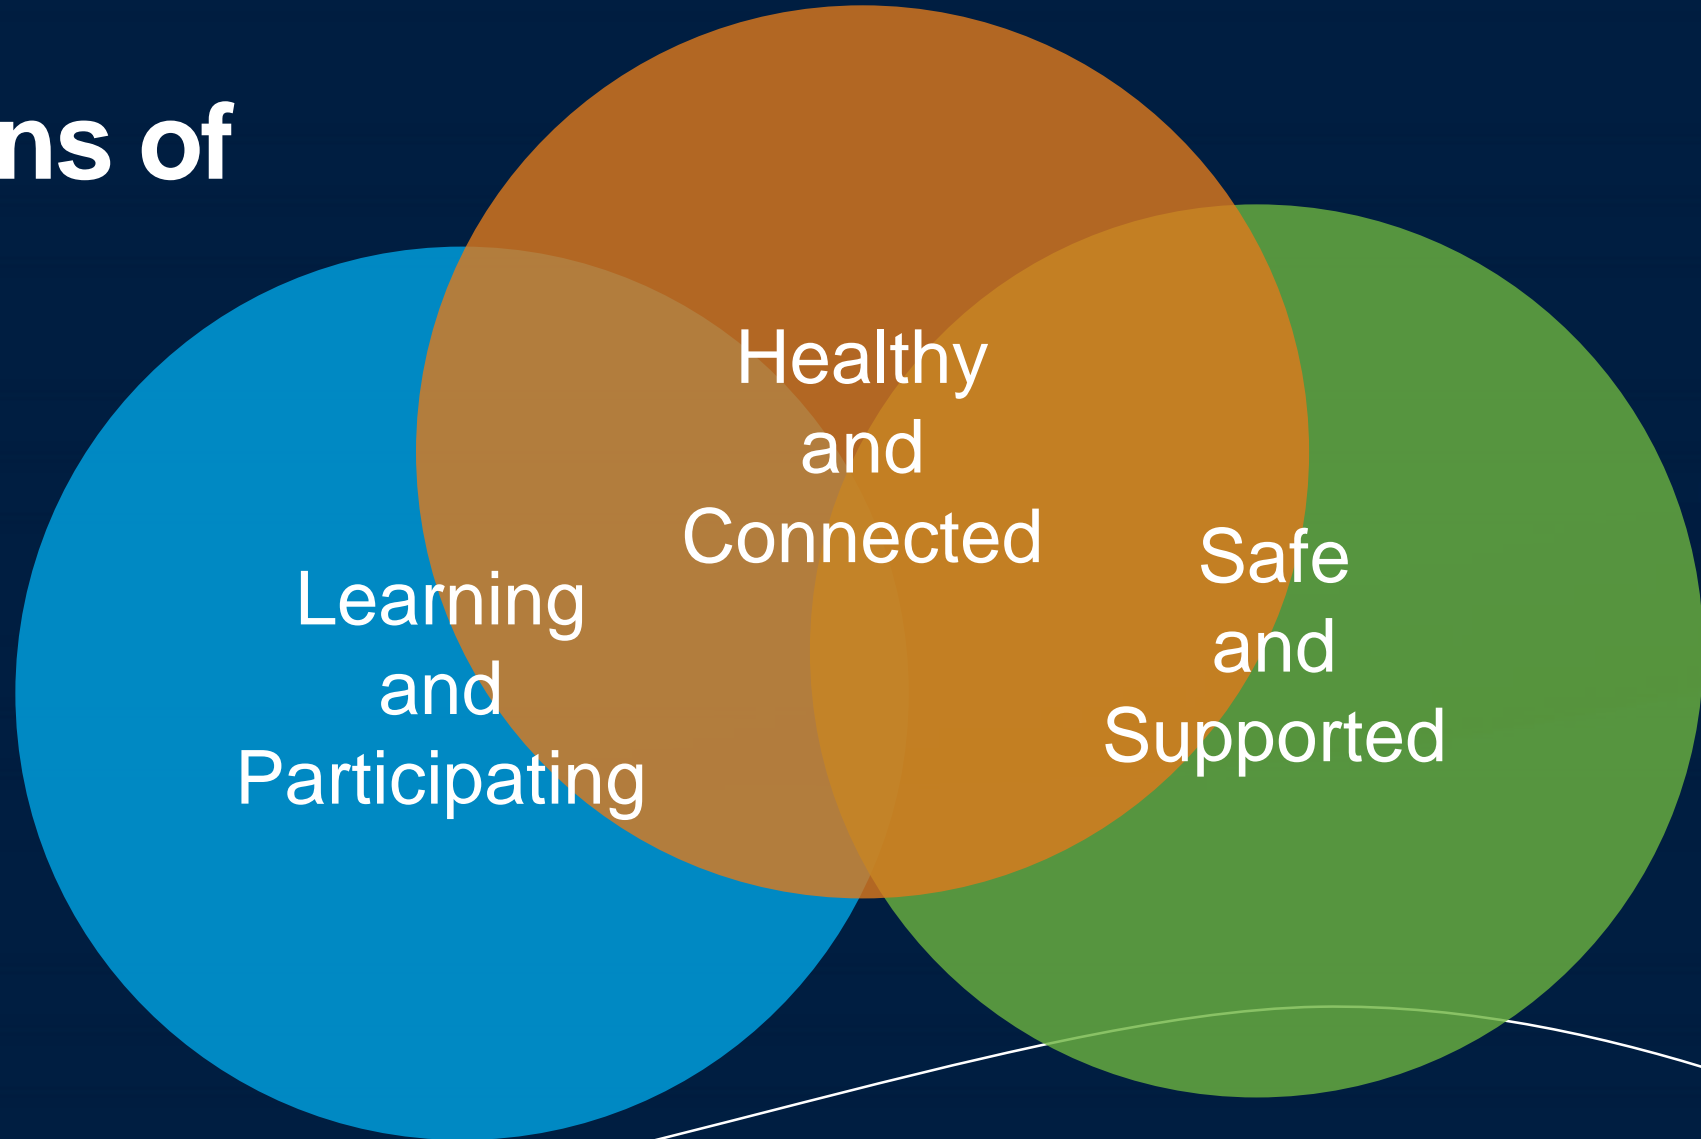 ns of
Healthy
and
Connected
Learning
and
Participating
Safe
and
Supported